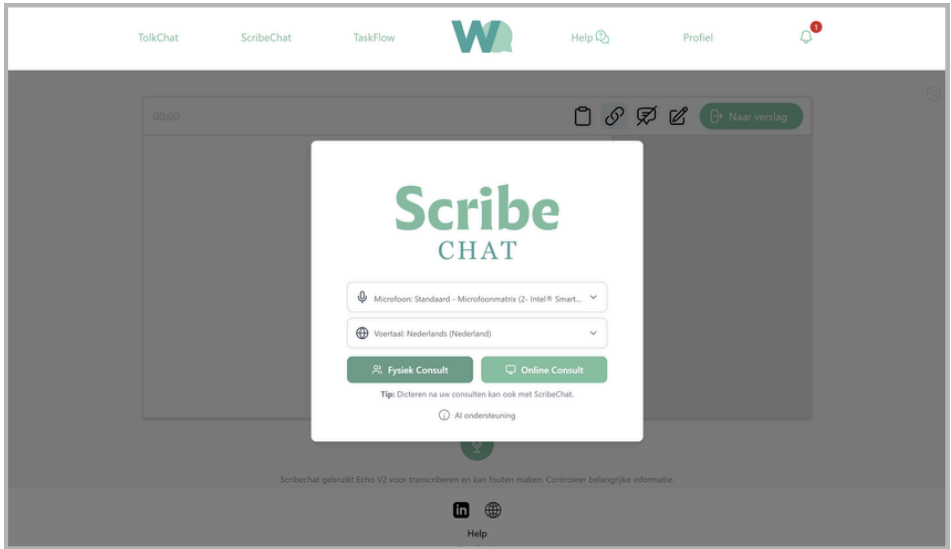 TolkChat
ScribeChat
TaskFlow
W
Help
Profiel
1
00:00
Naar verslag
Scribe
CHAT
Microfoon: Standaard - Microfoonmatrix (2- Intel® Smart...
Voertaal: Nederlands (Nederland)
Fysiek Consult
Online Consult
Tip: Dicteren na uw consulten kan ook met ScribeChat.
AI ondersteuning
Scribechat gebruikt Echo V2 voor transcriberen en kan fouten maken. Controleer belangrijke informatie.
in
Help